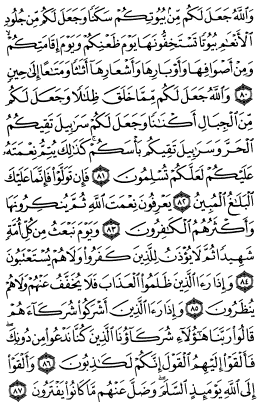 وَٱللَّهُ جَعَلَ لَكُم مِّنۢ بُيُوتِكُمْ سَكَنًا وَجَعَلَ لَكُم مِّن جُلُودِ
ٱلْأَنْعَٰمِ بُيُوتًا تَسْتَخِفُّونَهَا يَوْمَ ظَعْنِكُمْ وَيَوْمَ إِقَامَتِكُمْ ۙ
وَمِنْ أَصْوَافِهَا وَأَوْبَارِهَا وَأَشْعَارِهَآ أَثَٰثًا وَمَتَٰعًا إِلَىٰ حِينٍ
٨٠ وَٱللَّهُ جَعَلَ لَكُم مِّمَّا خَلَقَ ظِلَٰلًا وَجَعَلَ لَكُم
مِّنَ ٱلْجِبَالِ أَكْنَٰنًا وَجَعَلَ لَكُمْ سَرَٰبِيلَ تَقِيكُمُ
ٱلْحَرَّ وَسَرَٰبِيلَ تَقِيكُم بَأْسَكُمْ ۚ كَذَٰلِكَ يُتِمُّ نِعْمَتَهُۥ
عَلَيْكُمْ لَعَلَّكُمْ تُسْلِمُونَ ٨١ فَإِن تَوَلَّوْا۟ فَإِنَّمَا عَلَيْكَ
ٱلْبَلَٰغُ ٱلْمُبِينُ ٨٢ يَعْرِفُونَ نِعْمَتَ ٱللَّهِ ثُمَّ يُنكِرُونَهَا
وَأَكْثَرُهُمُ ٱلْكَٰفِرُونَ ٨٣ وَيَوْمَ نَبْعَثُ مِن كُلِّ أُمَّةٍ
شَهِيدًا ثُمَّ لَا يُؤْذَنُ لِلَّذِينَ كَفَرُوا۟ وَلَا هُمْ يُسْتَعْتَبُونَ
٨٤ وَإِذَا رَءَا ٱلَّذِينَ ظَلَمُوا۟ ٱلْعَذَابَ فَلَا يُخَفَّفُ عَنْهُمْ وَلَا هُمْ
يُنظَرُونَ ٨٥ وَإِذَا رَءَا ٱلَّذِينَ أَشْرَكُوا۟ شُرَكَآءَهُمْ
قَالُوا۟ رَبَّنَا هَٰٓؤُلَآءِ شُرَكَآؤُنَا ٱلَّذِينَ كُنَّا نَدْعُوا۟ مِن دُونِكَ ۖ
فَأَلْقَوْا۟ إِلَيْهِمُ ٱلْقَوْلَ إِنَّكُمْ لَكَٰذِبُونَ ٨٦ وَأَلْقَوْا۟
إِلَى ٱللَّهِ يَوْمَئِذٍ ٱلسَّلَمَ ۖ وَضَلَّ عَنْهُم مَّا كَانُوا۟ يَفْتَرُونَ ٨٧